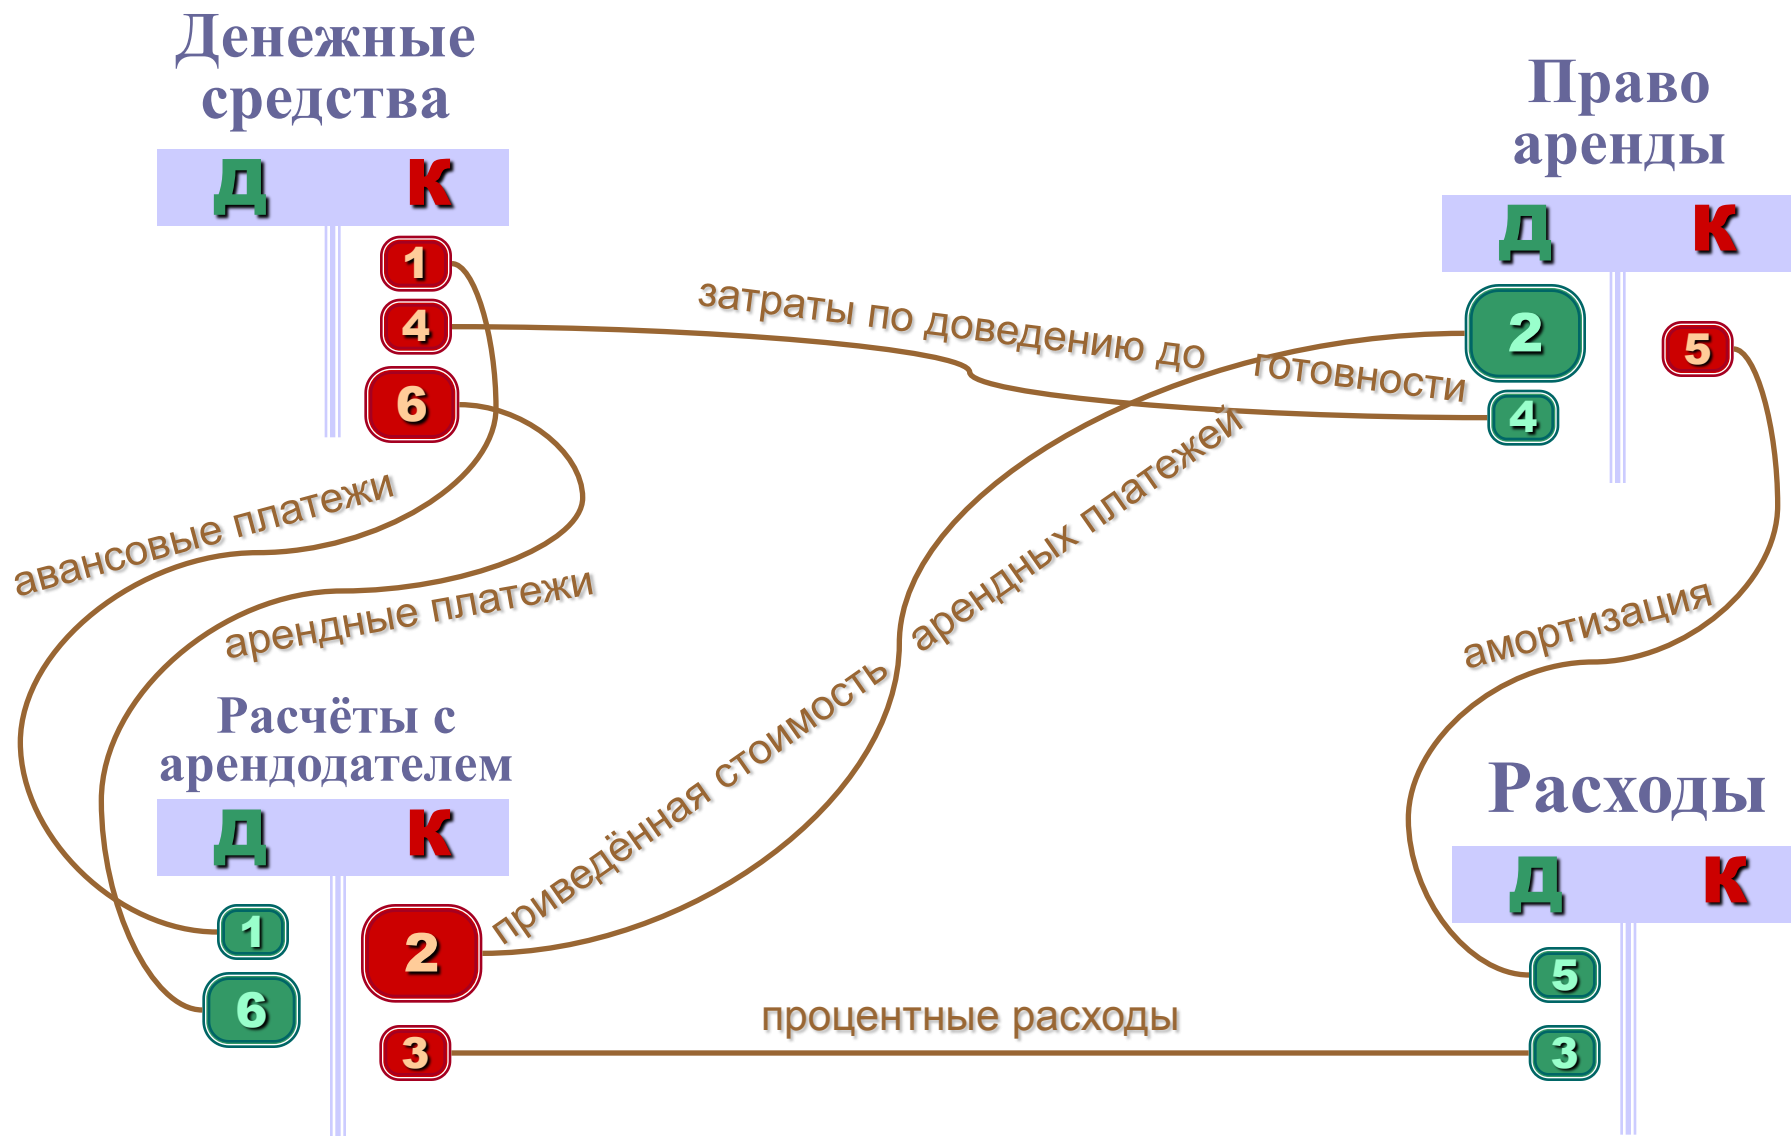 Денежные
средства
Д К
1
4
6
Право
аренды
Д К
2
5
4
затраты по доведению до готовности
авансовые платежи
арендные платежи
приведённая стоимость арендных платежей
амортизация
Расчёты с
арендодателем
Д К
1
2
6
3
процентные расходы
Расходы
Д К
5
3